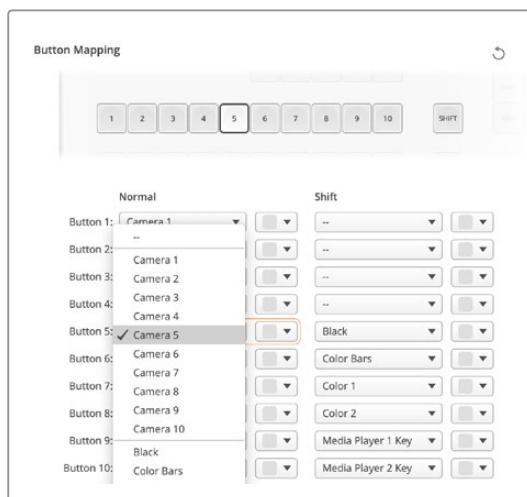 Button Mapping
1 2 3 4 5 6 7 8 9 10 SHIFT
Normal Shift
Button 1: Camera 1 --
Button 2: --
Button 3: --
Button 4: --
Button 5: Black
Button 6: Color Bars
Button 7: Color 1
Button 8: Color 2
Button 9: Media Player 1 Key
Button 10: Media Player 2 Key
--
Camera 1
Camera 2
Camera 3
Camera 4
✓ Camera 5
Camera 6
Camera 7
Camera 8
Camera 9
Camera 10
Black
Color Bars